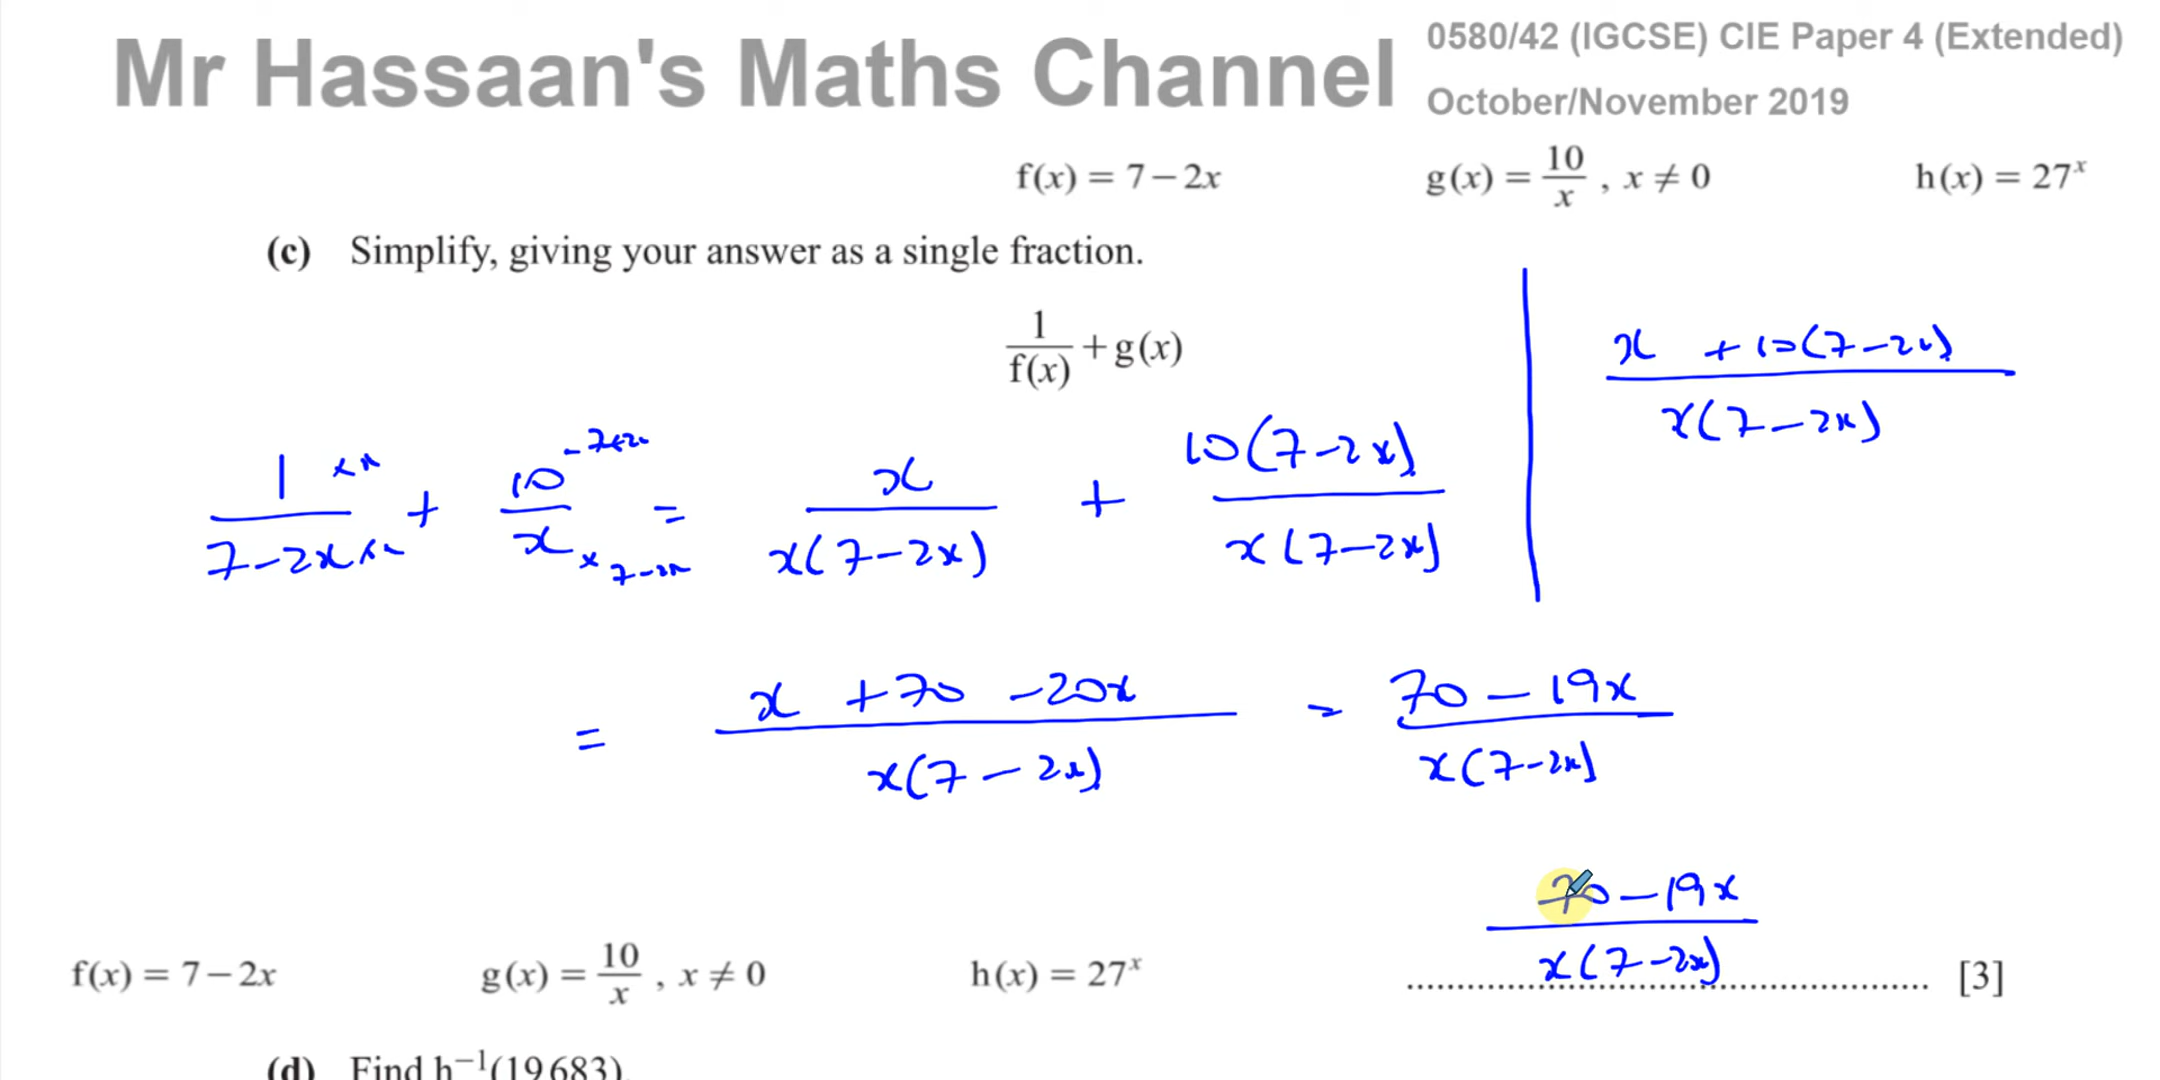 Mr Hassaan's Maths Channel
0580/42 (IGCSE) CIE Paper 4 (Extended)
October/November 2019
f(x) = 7 − 2x    g(x) = 10/x , x ≠ 0    h(x) = 27^x
(c) Simplify, giving your answer as a single fraction.
1/f(x) + g(x)
x + 10(7−2x) / x(7−2x)
1 ×x / 7−2x ×x + 10 / x × 7−2x = x / x(7−2x) + 10(7−2x) / x(7−2x)
= x + 70 − 20x / x(7−2x) = 70 − 19x / x(7−2x)
70 − 19x / x(7−2x) [3]
f(x) = 7 − 2x    g(x) = 10/x , x ≠ 0    h(x) = 27^x
(d) Find h⁻¹(19683)